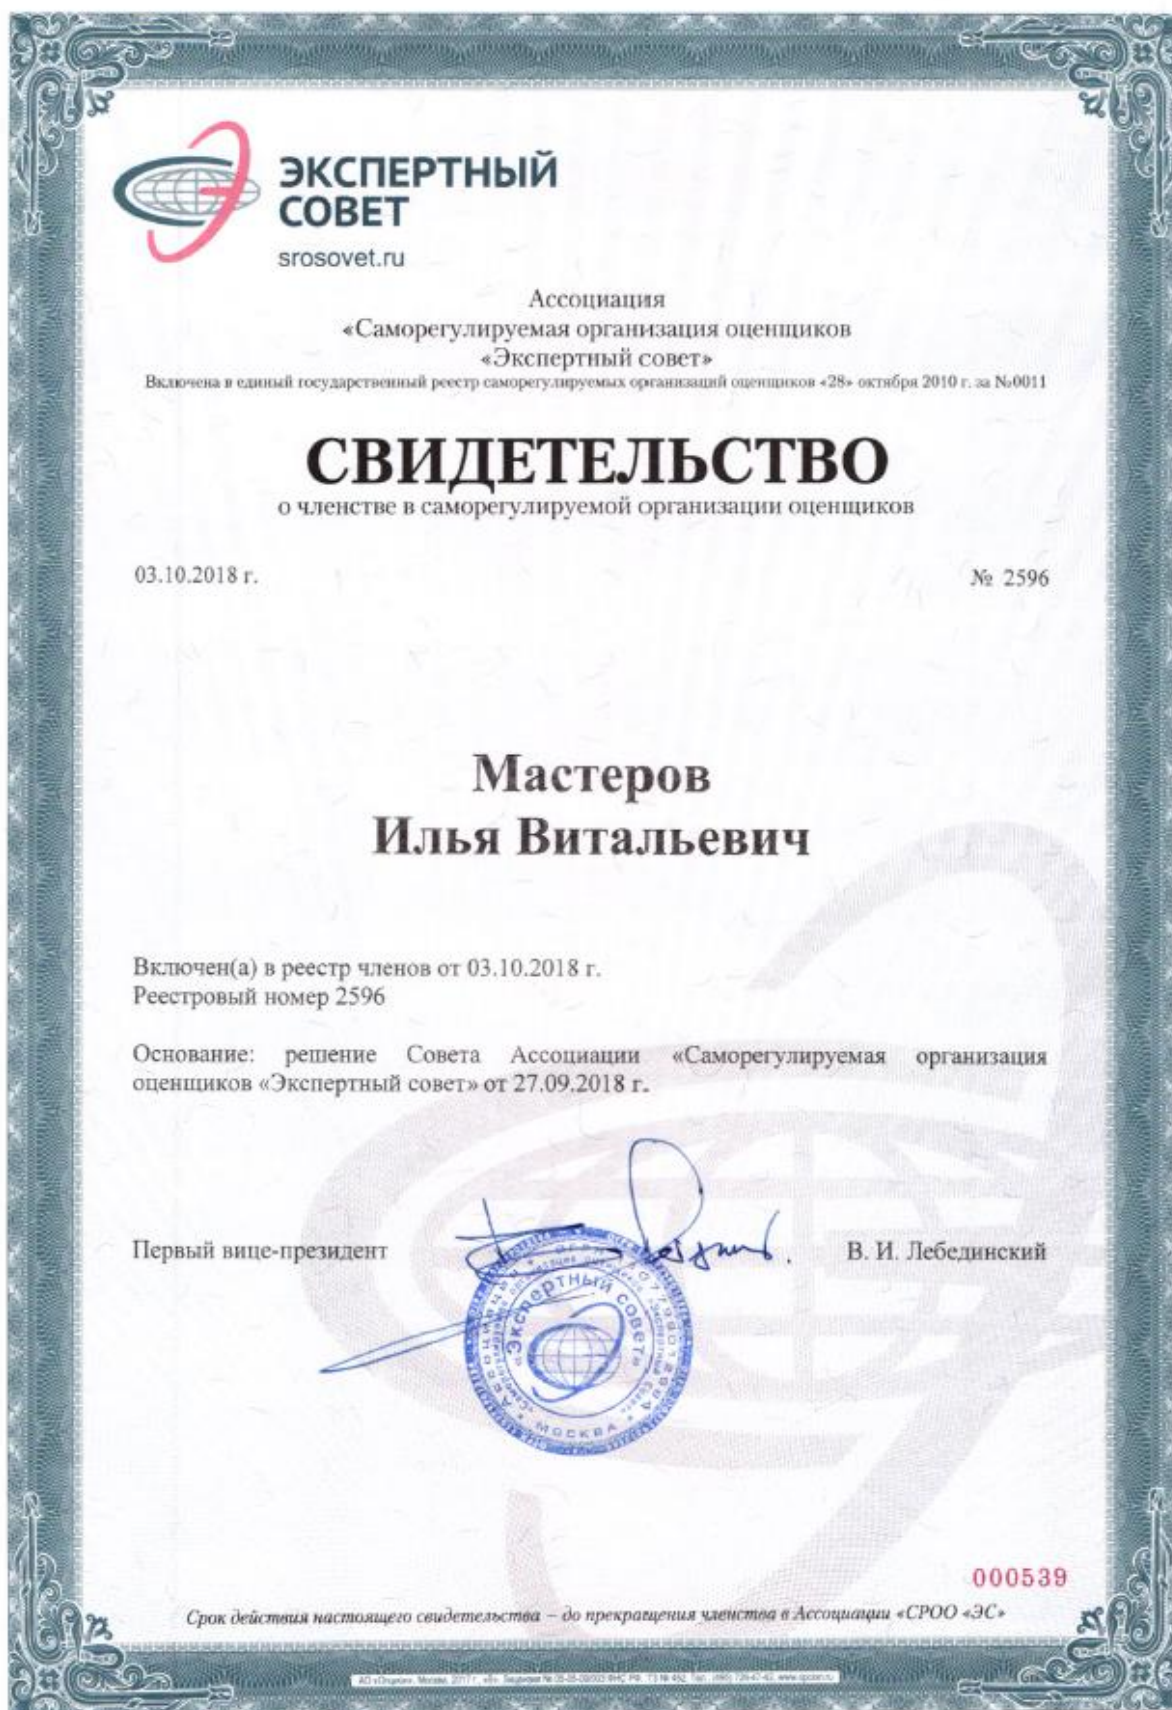 ЭКСПЕРТНЫЙ
СОВЕТ
srosovet.ru
Ассоциация
«Саморегулируемая организация оценщиков
«Экспертный совет»
Включена в единый государственный реестр саморегулируемых организаций оценщиков «28» октября 2010 г. за №0011
СВИДЕТЕЛЬСТВО
о членстве в саморегулируемой организации оценщиков
03.10.2018 г.
№ 2596
Мастеров
Илья Витальевич
Включен(а) в реестр членов от 03.10.2018 г.
Реестровый номер 2596
Основание: решение Совета Ассоциации «Саморегулируемая организация
оценщиков «Экспертный совет» от 27.09.2018 г.
Первый вице-президент
В. И. Лебединский
«Экспертный совет»
МОСКВА
000539
Срок действия настоящего свидетельства – до прекращения членства в Ассоциации «СРОО «ЭС»